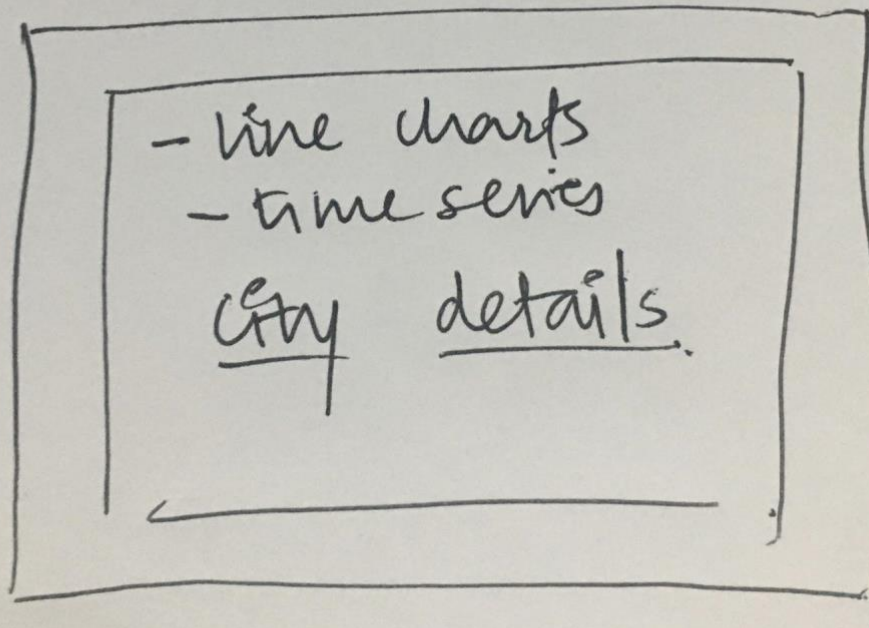 - line charts
- time series
city details.